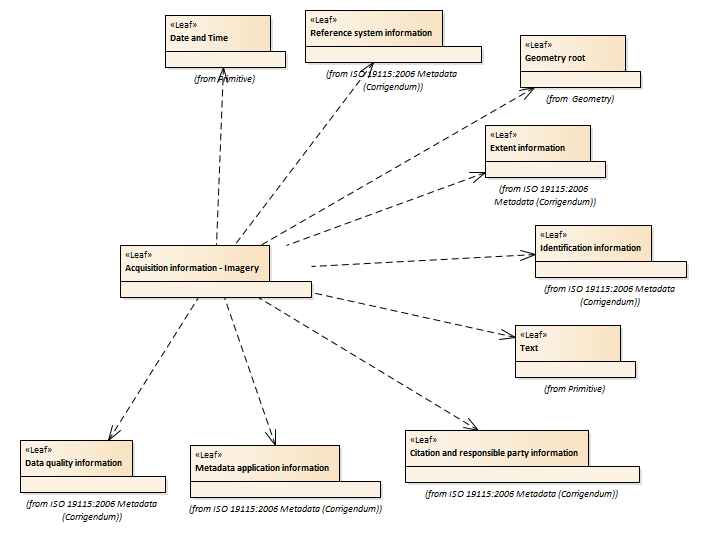 «Leaf»
Date and Time
(from Primitive)
«Leaf»
Reference system information
(from ISO 19115:2006 Metadata
(Corrigendum))
«Leaf»
Geometry root
(from  Geometry)
«Leaf»
Extent information
(from ISO 19115:2006
Metadata (Corrigendum))
«Leaf»
Identification information
(from ISO 19115:2006 Metadata
(Corrigendum))
«Leaf»
Acquisition information - Imagery
«Leaf»
Text
(from Primitive)
«Leaf»
Data quality information
(from ISO 19115:2006 Metadata
(Corrigendum))
«Leaf»
Metadata application information
(from ISO 19115:2006 Metadata (Corrigendum))
«Leaf»
Citation and responsible party information
(from ISO 19115:2006 Metadata (Corrigendum))